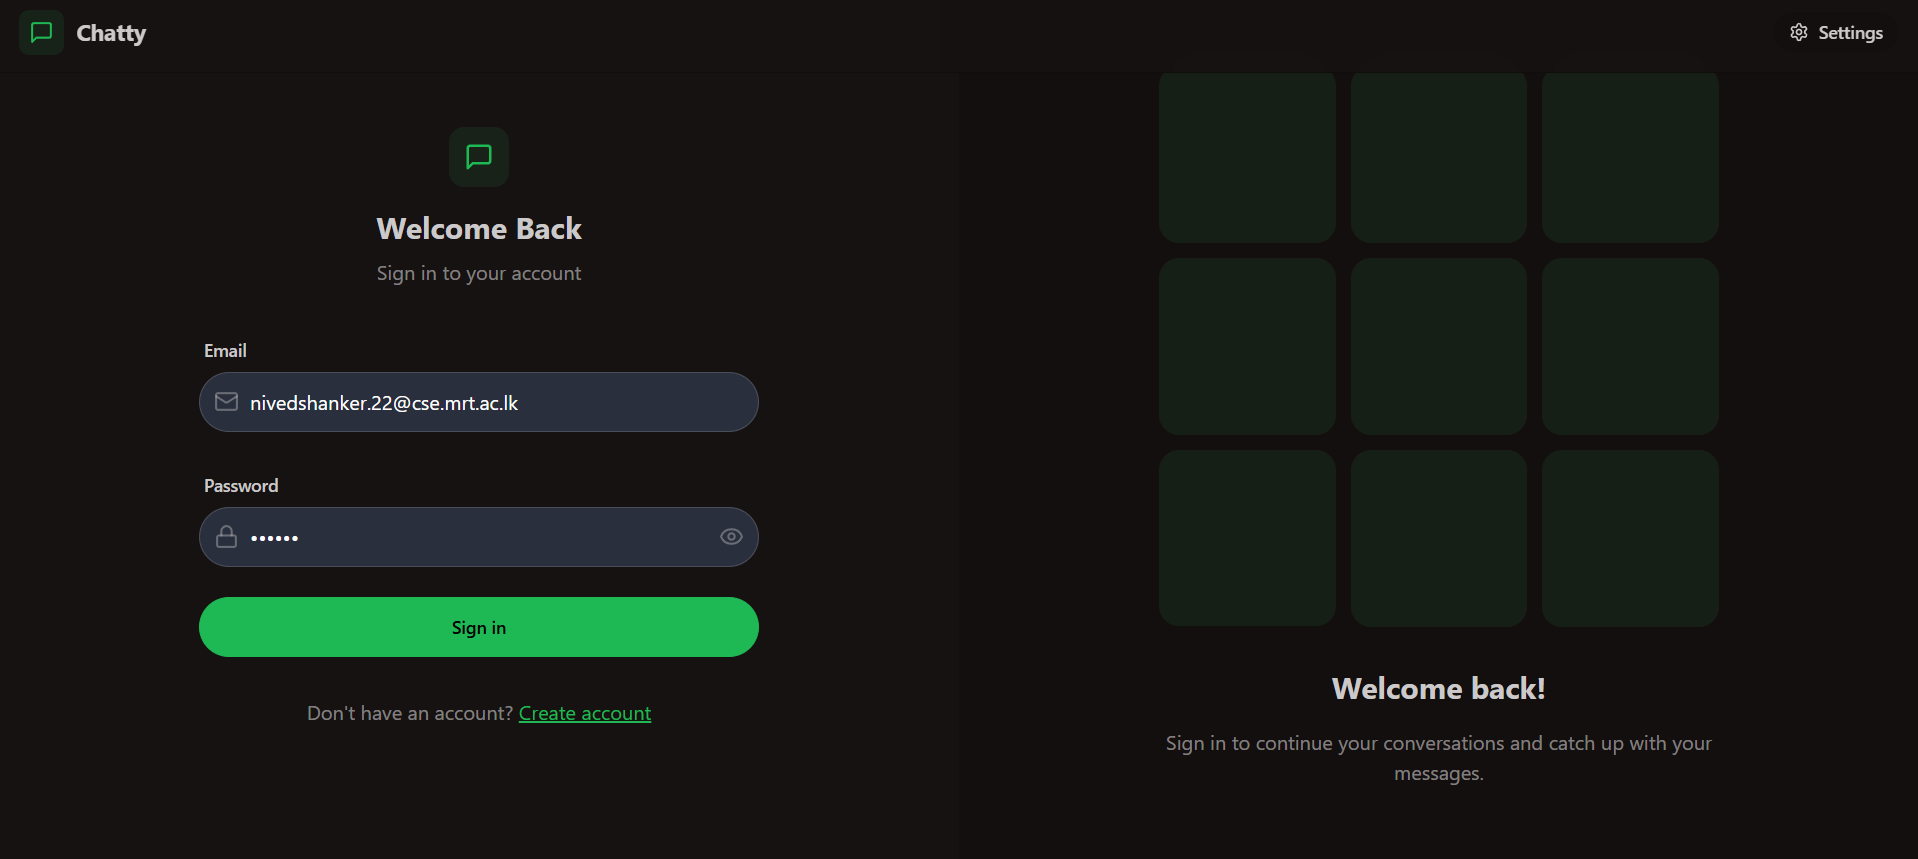 Chatty
Settings
Welcome Back
Sign in to your account
Email
nivedshanker.22@cse.mrt.ac.lk
Password
••••••
Sign in
Don't have an account? Create account
Welcome back!
Sign in to continue your conversations and catch up with your
messages.